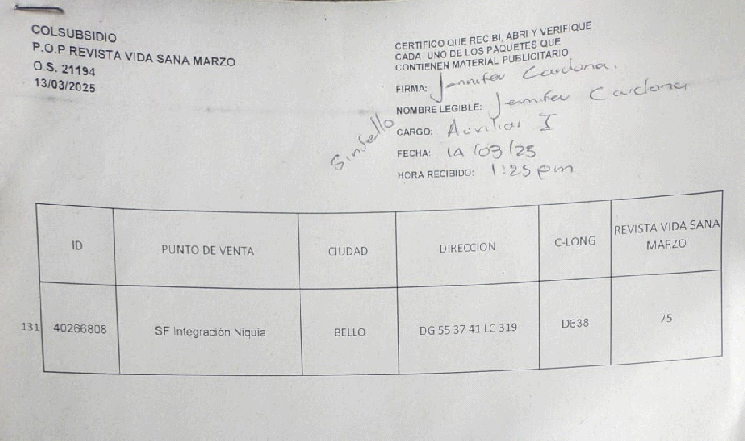 COLSUBSIDIO
P.O.P REVISTA VIDA SANA MARZO
O.S. 21194
13/03/2025
CERTIFICO QUE RECIBI, ABRI Y VERIFIQUE
CADA UNO DE LOS PAQUETES QUE
CONTIENEN MATERIAL PUBLICITARIO
FIRMA: Jennifer Cardona.
NOMBRE LEGIBLE: Jennifer Cardona
CARGO: Auxiliar I
FECHA: 19/03/25
HORA RECIBIDO: 1:25 pm
Sin sello
ID PUNTO DE VENTA CIUDAD DIRECCION C-LONG REVISTA VIDA SANA MARZO
131 40266808 SF Integración Niquia BELLO DG 55 37 41 LC 319 DE38 75